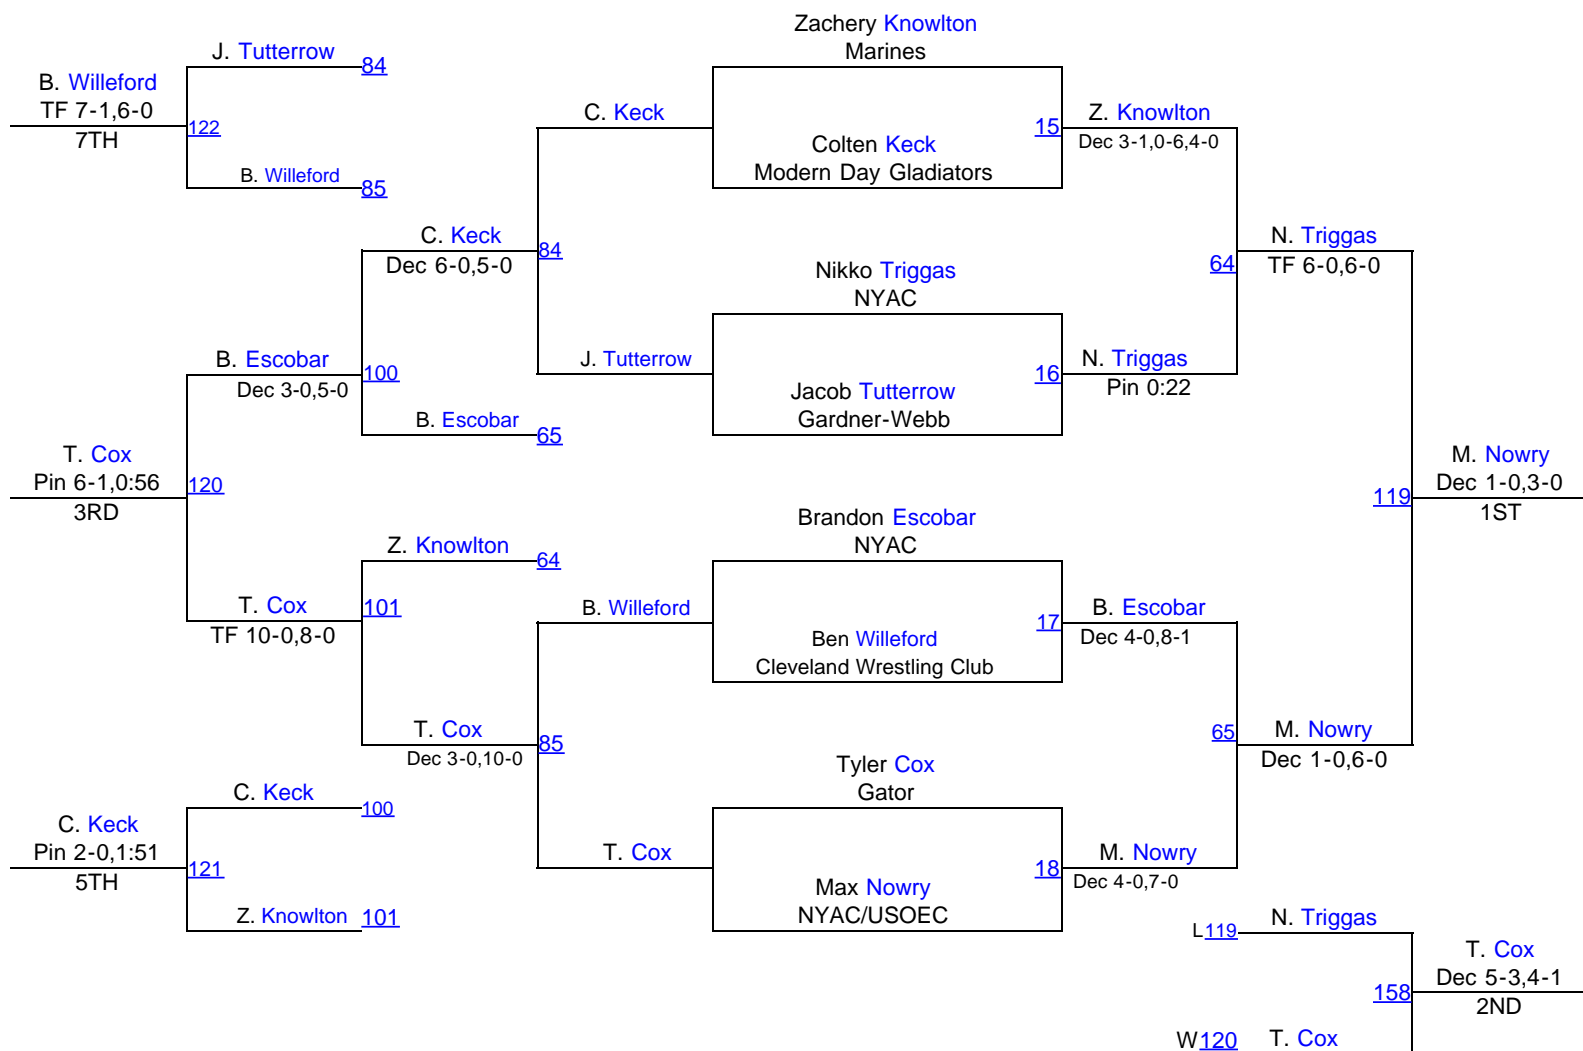 Zachery Knowlton
Marines
J. Tutterrow
84
B. Willeford
TF 7-1,6-0
7TH
122
B. Willeford
85
C. Keck
15
Z. Knowlton
Dec 3-1,0-6,4-0
Colten Keck
Modern Day Gladiators
C. Keck
Dec 6-0,5-0
84
N. Triggas
TF 6-0,6-0
64
Nikko Triggas
NYAC
B. Escobar
Dec 3-0,5-0
100
J. Tutterrow
16
N. Triggas
Pin 0:22
Jacob Tutterrow
Gardner-Webb
B. Escobar
65
T. Cox
Pin 6-1,0:56
3RD
120
M. Nowry
Dec 1-0,3-0
1ST
119
Brandon Escobar
NYAC
Z. Knowlton
64
T. Cox
TF 10-0,8-0
101
B. Willeford
17
B. Escobar
Dec 4-0,8-1
Ben Willeford
Cleveland Wrestling Club
T. Cox
Dec 3-0,10-0
85
65
M. Nowry
Dec 1-0,6-0
Tyler Cox
Gator
C. Keck
100
C. Keck
Pin 2-0,1:51
5TH
121
T. Cox
18
M. Nowry
Dec 4-0,7-0
Max Nowry
NYAC/USOEC
Z. Knowlton
101
L119
N. Triggas
T. Cox
Dec 5-3,4-1
2ND
158
W120
T. Cox